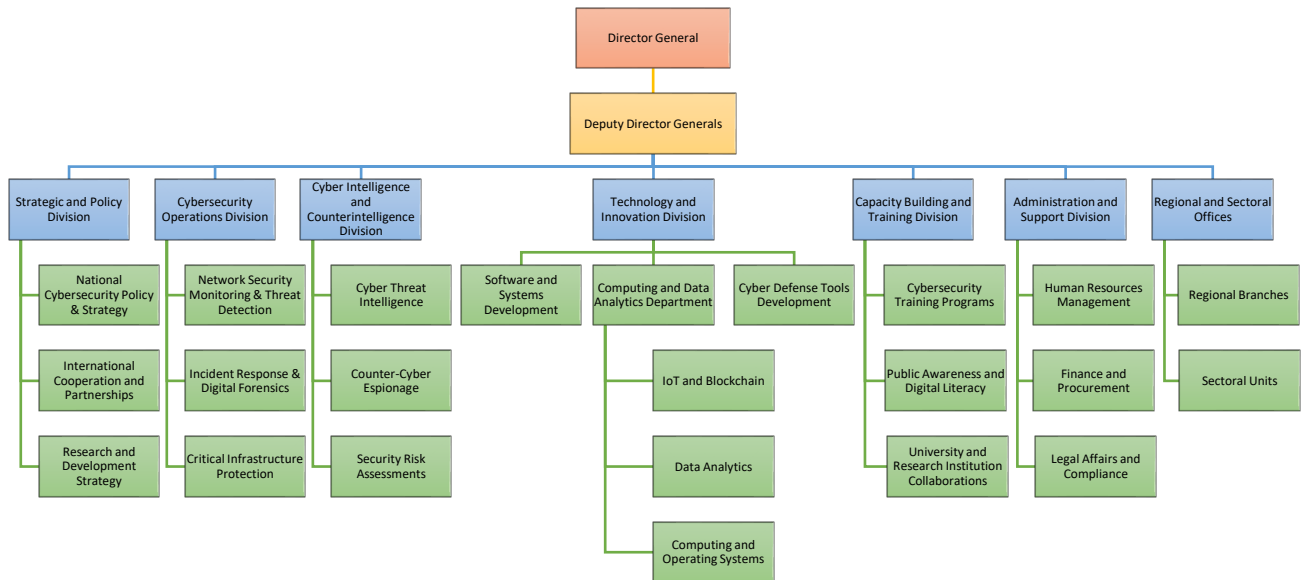 Director General
Deputy Director Generals
Strategic and Policy
Division
Cybersecurity
Operations Division
Cyber Intelligence
and
Counterintelligence
Division
Technology and
Innovation Division
Capacity Building and
Training Division
Administration and
Support Division
Regional and Sectoral
Offices
National
Cybersecurity Policy
& Strategy
Network Security
Monitoring & Threat
Detection
Cyber Threat
Intelligence
Software and
Systems Development
Computing and Data
Analytics Department
Cyber Defense Tools
Development
Cybersecurity
Training Programs
Human Resources
Management
Regional Branches
International
Cooperation and
Partnerships
Incident Response &
Digital Forensics
Counter-Cyber
Espionage
IoT and Blockchain
Public Awareness and
Digital Literacy
Finance and
Procurement
Sectoral Units
Research and
Development
Strategy
Critical Infrastructure
Protection
Security Risk
Assessments
Data Analytics
University and
Research Institution
Collaborations
Legal Affairs and
Compliance
Computing and
Operating Systems